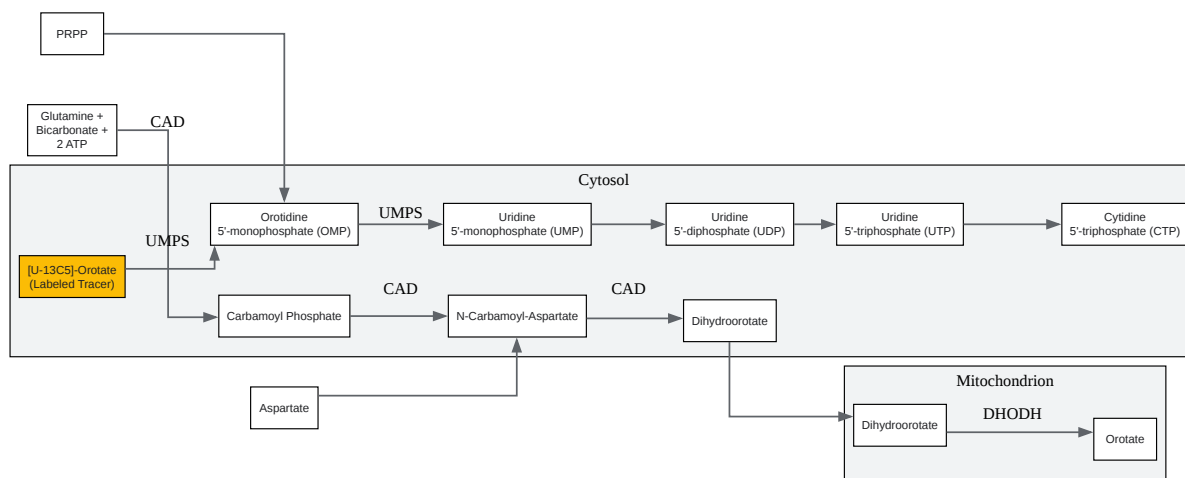 PRPP
Glutamine +
Bicarbonate +
2 ATP
CAD
Cytosol
Orotidine
5'-monophosphate (OMP)
UMPS
Uridine
5'-monophosphate (UMP)
Uridine
5'-diphosphate (UDP)
Uridine
5'-triphosphate (UTP)
Cytidine
5'-triphosphate (CTP)
UMPS
[U-13C5]-Orotate
(Labeled Tracer)
Carbamoyl Phosphate
CAD
N-Carbamoyl-Aspartate
CAD
Dihydroorotate
Aspartate
Mitochondrion
Dihydroorotate
DHODH
Orotate